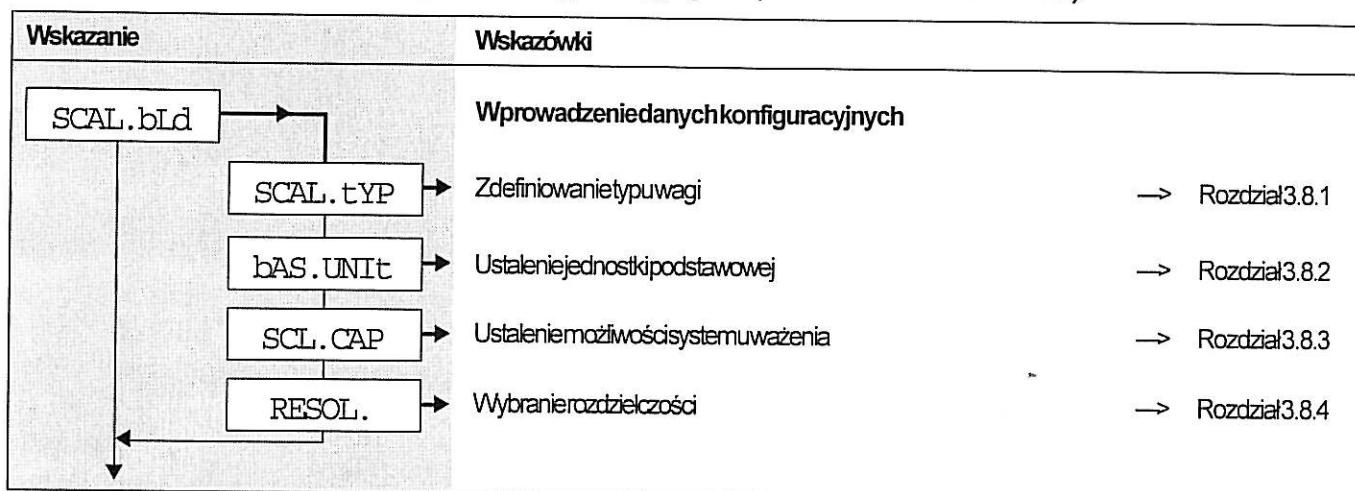 Wskazanie Wskazówki
SCAL.bLd Wprowadzeniedanychkonfiguracyjnych
SCAL.tYP Zdefiniowanietypuwagi —> Rozdział3.8.1
bAS.UNIt Ustaleniejednostkipodstawowej —> Rozdział3.8.2
SCL.CAP Ustaleniemożliwościsystemuważenia —> Rozdział3.8.3
RESOL. Wybranierozdzielczości —> Rozdział3.8.4